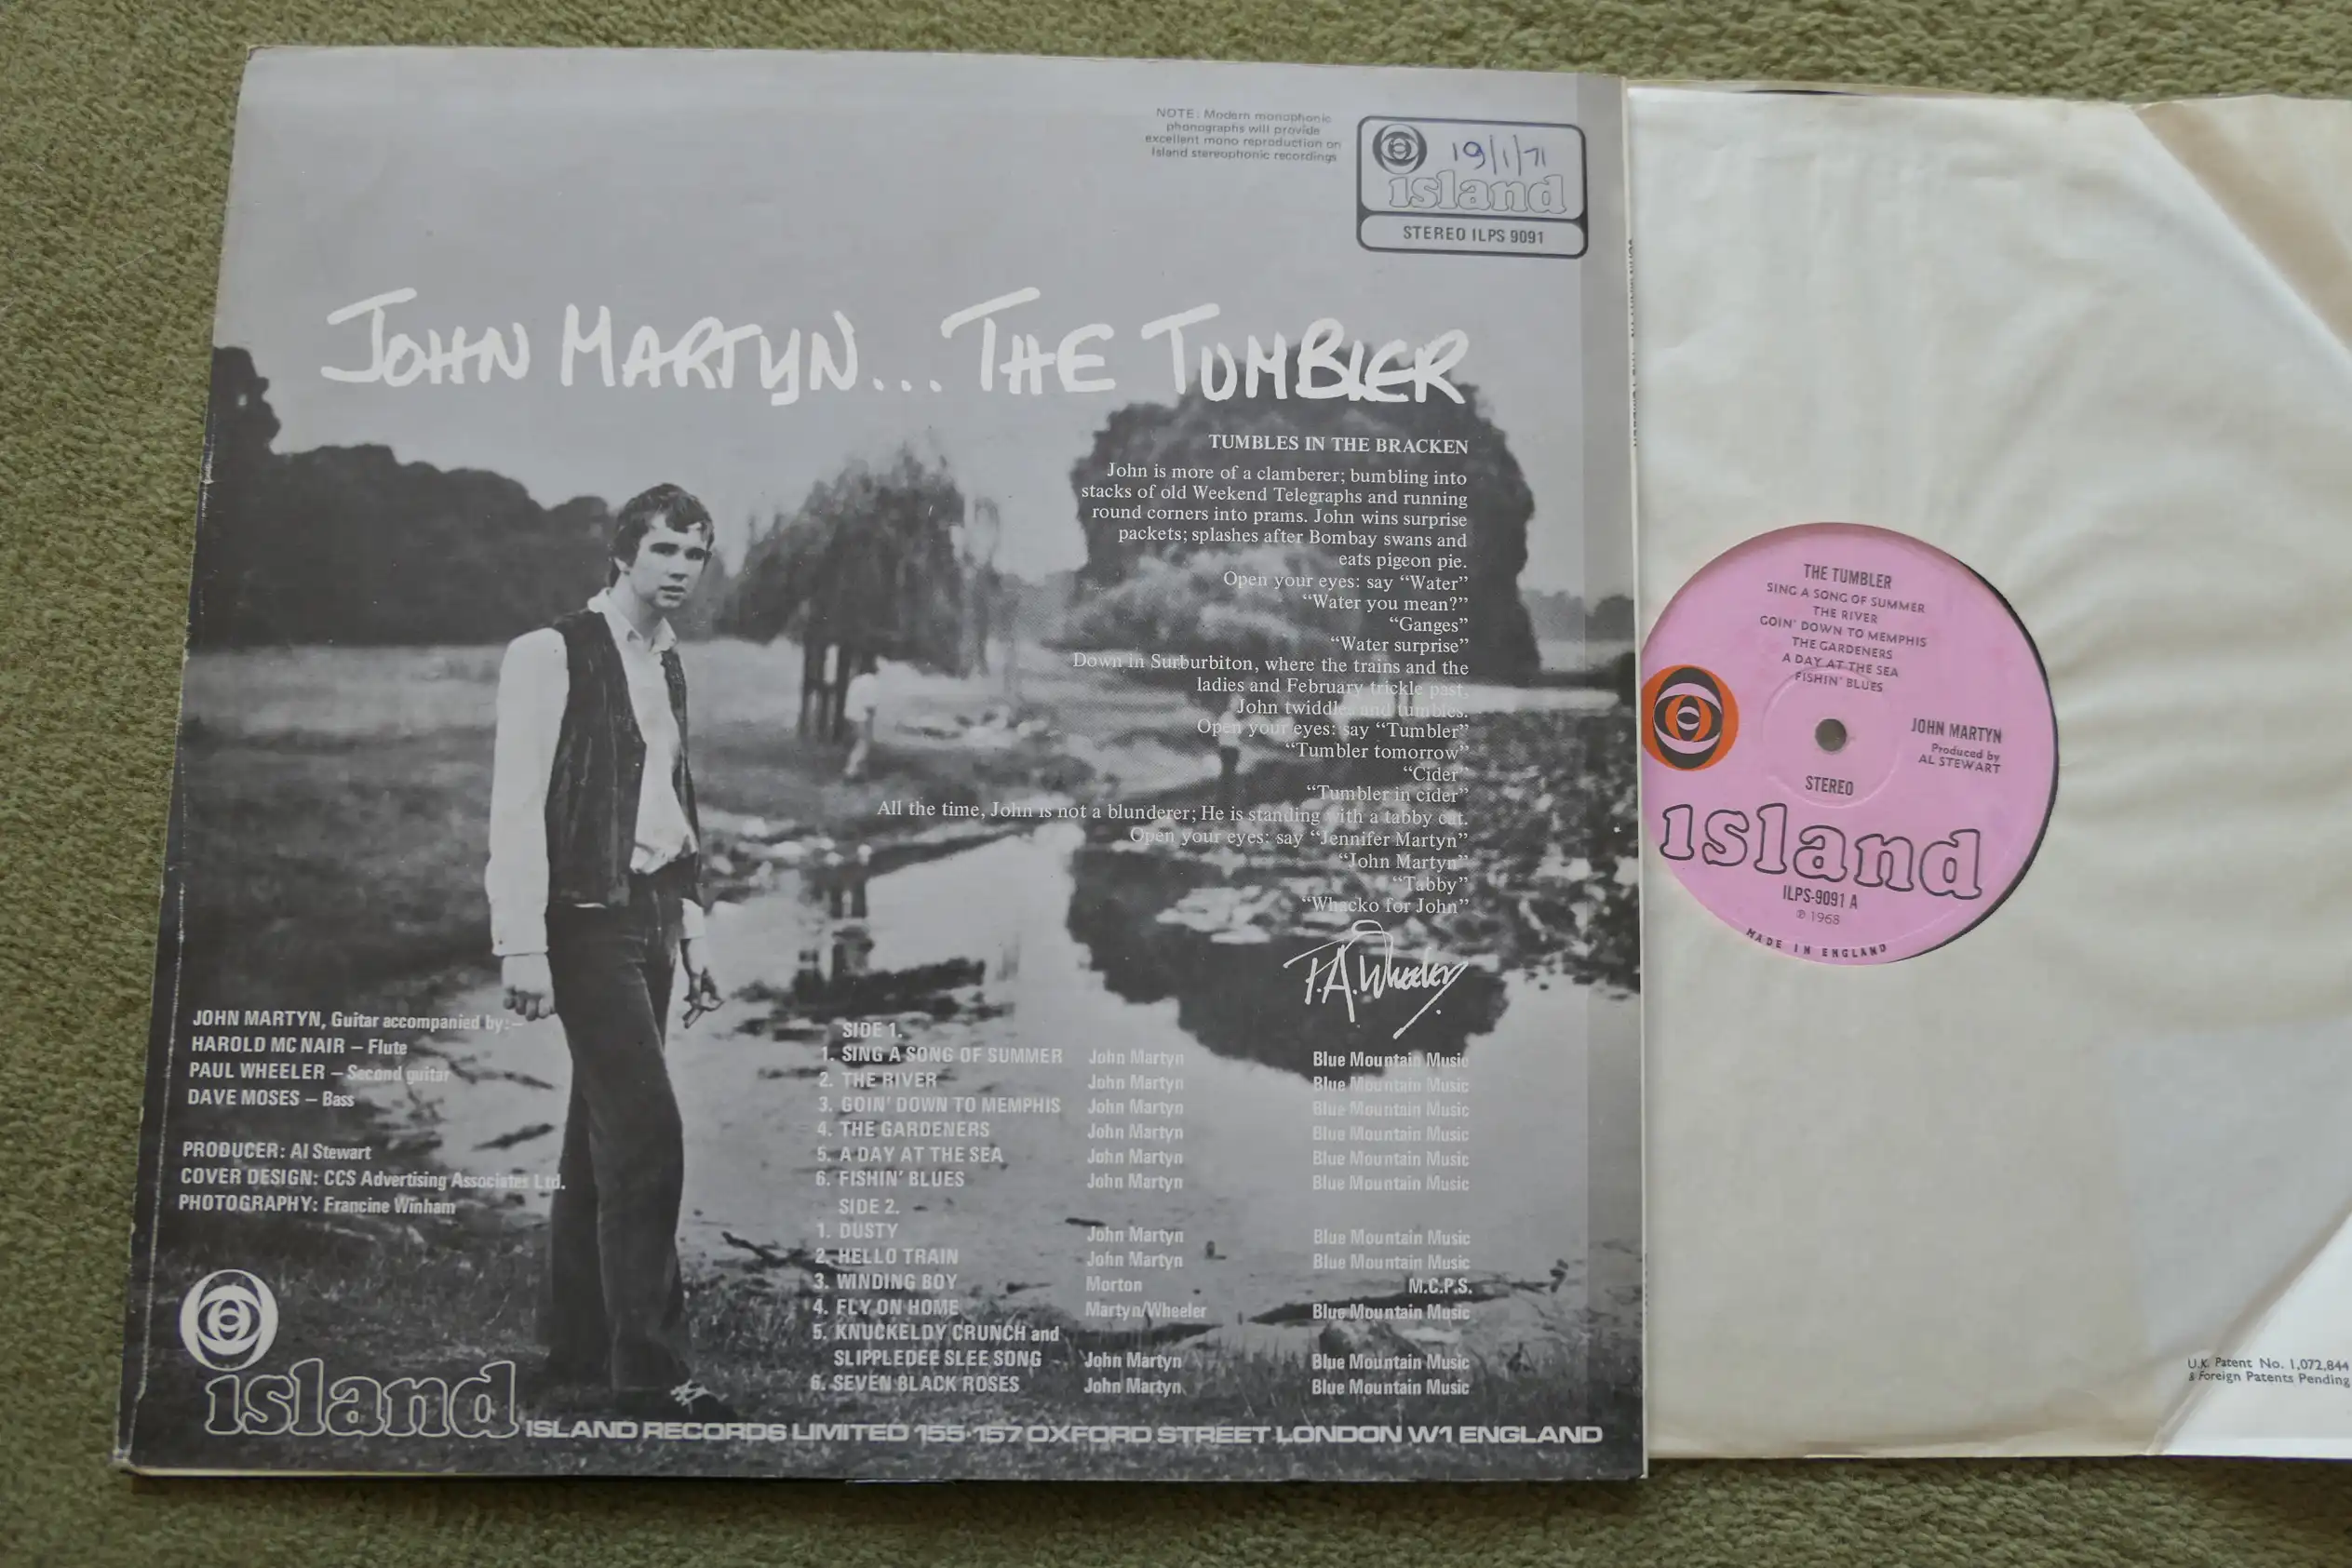 NOTE: Modern monophonic
phonographs will provide
excellent mono reproduction on
Island stereophonic recordings
19/1/71
island
STEREO ILPS 9091
JOHN MARTYN... THE TUMBLER
TUMBLES IN THE BRACKEN
John is more of a clamberer; bumbling into
stacks of old Weekend Telegraphs and running
round corners into prams. John wins surprise
packets; splashes after Bombay swans and
eats pigeon pie.
Open your eyes: say “Water”
“Water you mean?”
“Ganges”
“Water surprise”
Down in Surburbiton, where the trains and the
ladies and February trickle past,
John twiddles and tumbles.
Open your eyes: say “Tumbler”
“Tumbler tomorrow”
“Cider”
“Tumbler in cider”
All the time, John is not a blunderer; He is standing with a tabby cat.
Open your eyes: say “Jennifer Martyn”
“John Martyn”
“Tabby”
“Whacko for John”
P.A. Wheeler
JOHN MARTYN, Guitar accompanied by:–
HAROLD MC NAIR – Flute
PAUL WHEELER – Second guitar
DAVE MOSES – Bass
PRODUCER: Al Stewart
COVER DESIGN: CCS Advertising Associates Ltd.
PHOTOGRAPHY: Francine Winham
SIDE 1.
1. SING A SONG OF SUMMER John Martyn Blue Mountain Music
2. THE RIVER John Martyn Blue Mountain Music
3. GOIN' DOWN TO MEMPHIS John Martyn Blue Mountain Music
4. THE GARDENERS John Martyn Blue Mountain Music
5. A DAY AT THE SEA John Martyn Blue Mountain Music
6. FISHIN' BLUES John Martyn Blue Mountain Music
SIDE 2.
1. DUSTY John Martyn Blue Mountain Music
2. HELLO TRAIN John Martyn Blue Mountain Music
3. WINDING BOY Morton M.C.P.S.
4. FLY ON HOME Martyn/Wheeler Blue Mountain Music
5. KNUCKELDY CRUNCH and
SLIPPLEDEE SLEE SONG John Martyn Blue Mountain Music
6. SEVEN BLACK ROSES John Martyn Blue Mountain Music
island
ISLAND RECORDS LIMITED 155-157 OXFORD STREET LONDON W1 ENGLAND
THE TUMBLER
SING A SONG OF SUMMER
THE RIVER
GOIN' DOWN TO MEMPHIS
THE GARDENERS
A DAY AT THE SEA
FISHIN' BLUES
JOHN MARTYN
Produced by
AL STEWART
STEREO
island
ILPS-9091 A
℗ 1968
MADE IN ENGLAND
U.K. Patent No. 1,072,844
& Foreign Patents Pending